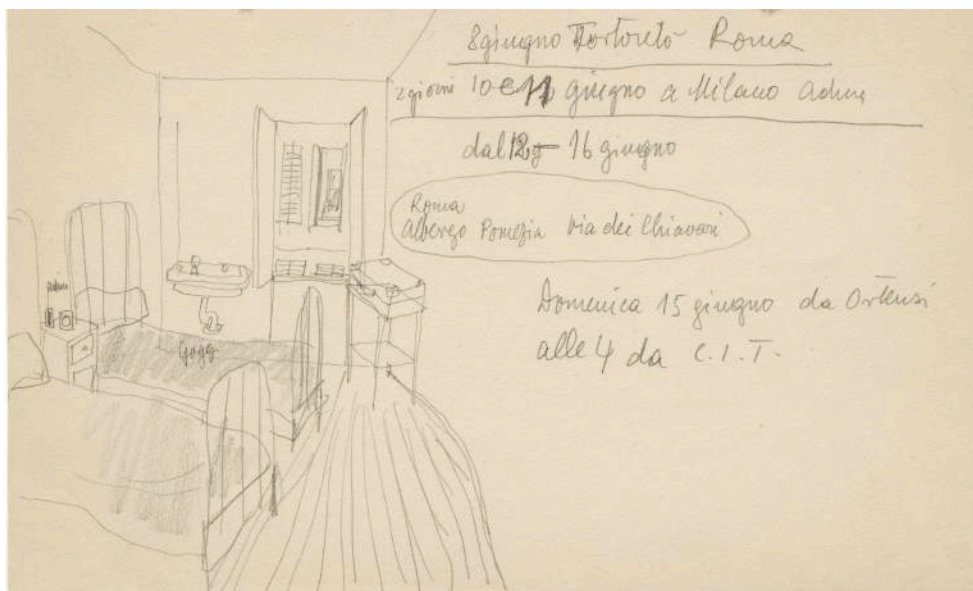 8 giugno Tortoreto Roma
2 giorni 10 e 11 giugno a Milano
dal 12 – 16 giugno
Roma
Albergo Pomezia Via dei Chiavari
Domenica 15 giugno da Ortensi
alle 4 da C.I.T.